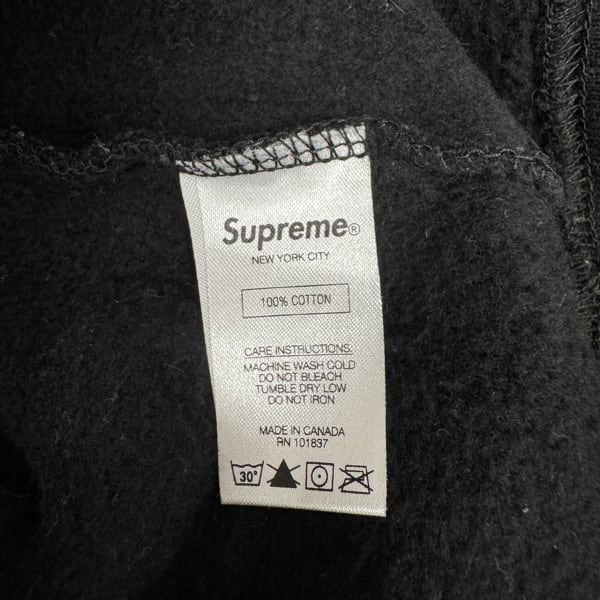 Supreme®
NEW YORK CITY
100% COTTON
CARE INSTRUCTIONS:
MACHINE WASH COLD
DO NOT BLEACH
TUMBLE DRY LOW
DO NOT IRON
MADE IN CANADA
RN 101837
30°